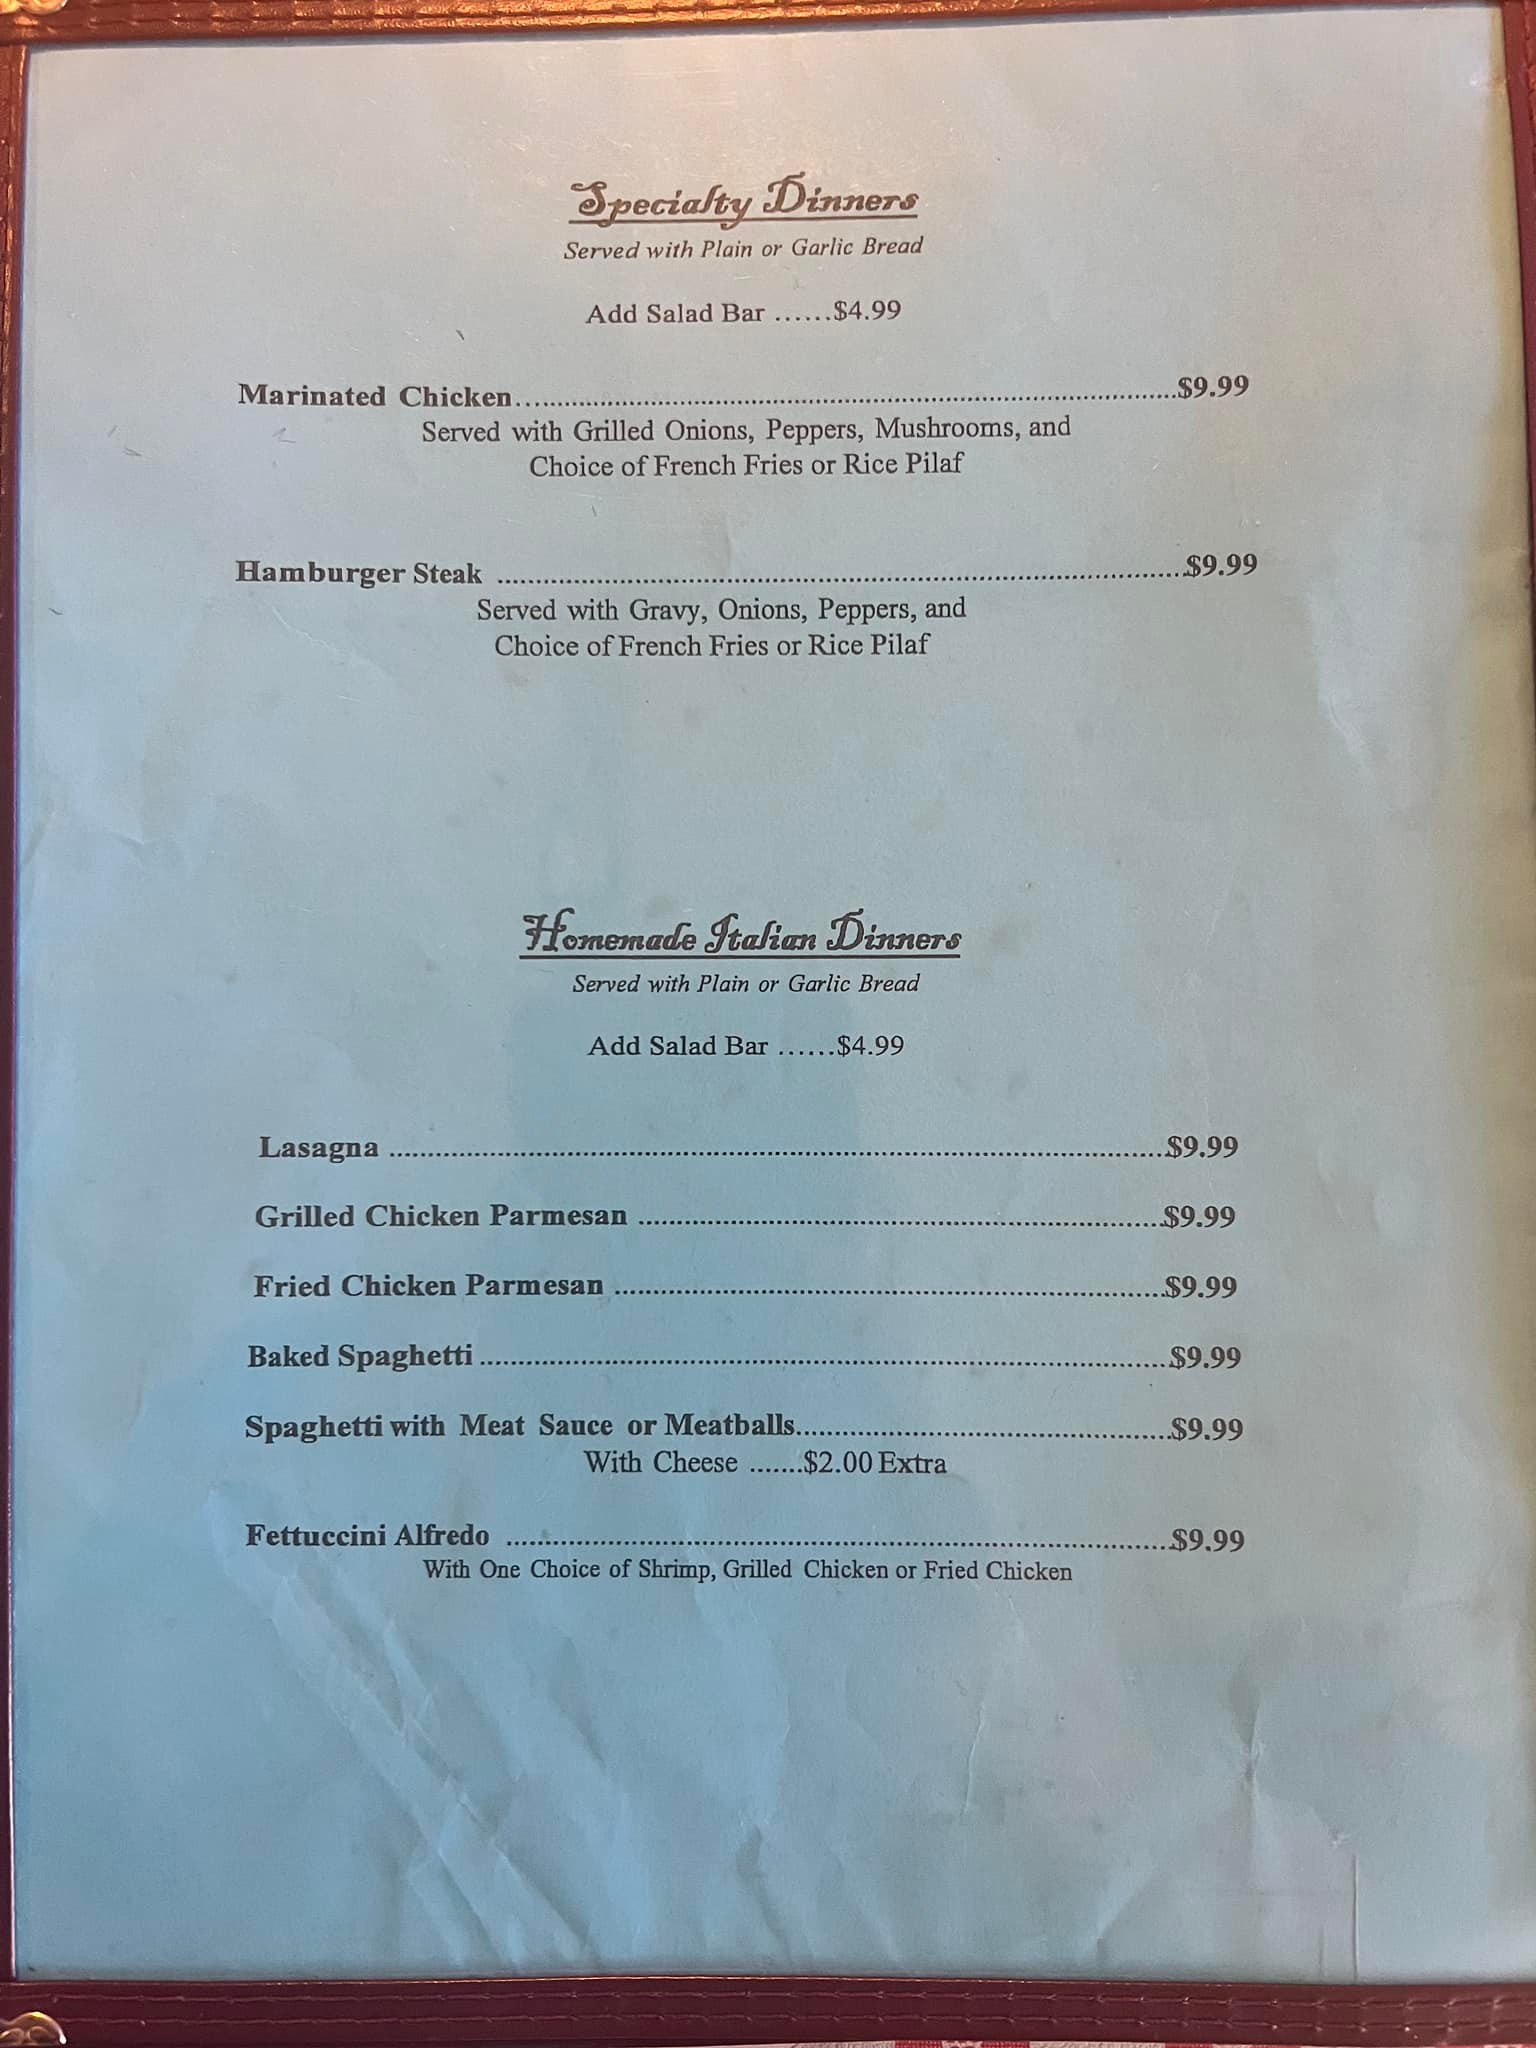 Specialty Dinners
Served with Plain or Garlic Bread
Add Salad Bar ......$4.99
Marinated Chicken....................................................................................$9.99
Served with Grilled Onions, Peppers, Mushrooms, and
Choice of French Fries or Rice Pilaf
Hamburger Steak ....................................................................................$9.99
Served with Gravy, Onions, Peppers, and
Choice of French Fries or Rice Pilaf
Homemade Italian Dinners
Served with Plain or Garlic Bread
Add Salad Bar ......$4.99
Lasagna ....................................................................................................$9.99
Grilled Chicken Parmesan ....................................................................$9.99
Fried Chicken Parmesan .......................................................................$9.99
Baked Spaghetti.........................................................................................$9.99
Spaghetti with Meat Sauce or Meatballs................................................$9.99
With Cheese .......$2.00 Extra
Fettuccini Alfredo ......................................................................................$9.99
With One Choice of Shrimp, Grilled Chicken or Fried Chicken